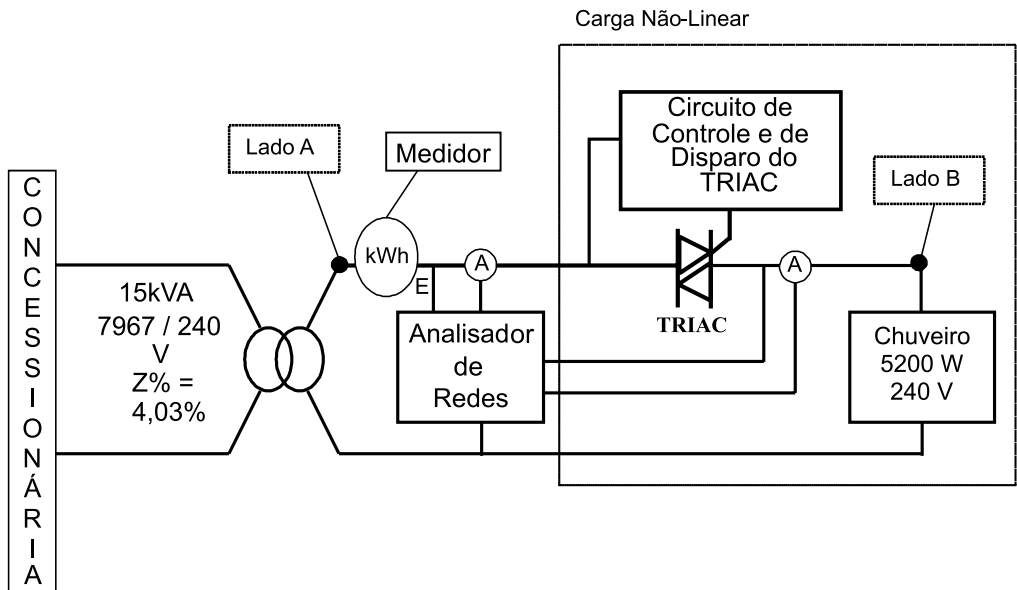 Carga Não-Linear
Circuito de
Controle e de
Disparo do
TRIAC
Lado A
Medidor
Lado B
C
O
N
C
E
S
S
I
O
N
Á
R
I
A
kWh
A
A
E
15kVA
7967 / 240
V
Z% =
4,03%
TRIAC
Analisador
de
Redes
Chuveiro
5200 W
240 V